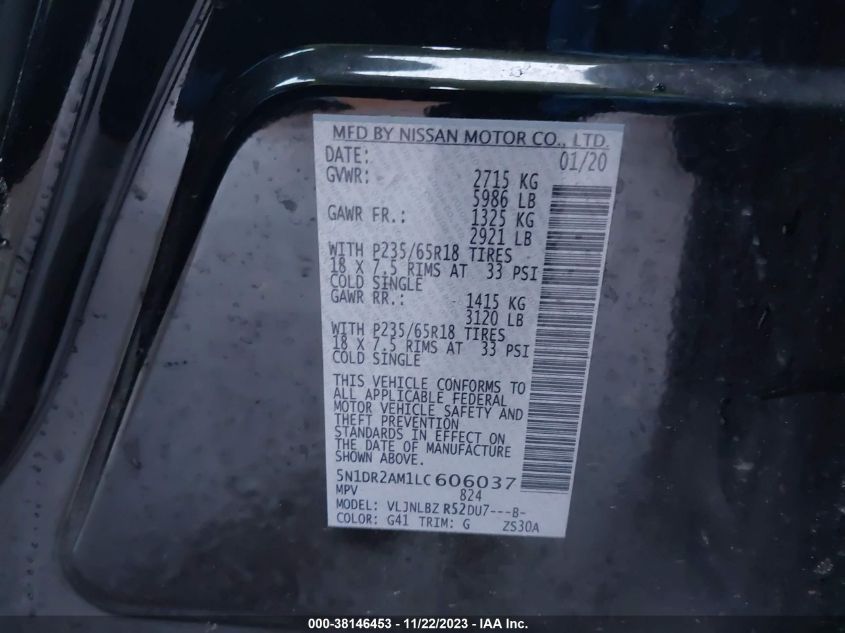 MFD BY NISSAN MOTOR CO., LTD.
DATE: 01/20
GVWR: 2715 KG
5986 LB
GAWR FR.: 1325 KG
2921 LB
WITH P235/65R18 TIRES
18 X 7.5 RIMS AT 33 PSI
COLD SINGLE
GAWR RR.: 1415 KG
3120 LB
WITH P235/65R18 TIRES
18 X 7.5 RIMS AT 33 PSI
COLD SINGLE
THIS VEHICLE CONFORMS TO
ALL APPLICABLE FEDERAL
MOTOR VEHICLE SAFETY AND
THEFT PREVENTION
STANDARDS IN EFFECT ON
THE DATE OF MANUFACTURE
SHOWN ABOVE.
5N1DR2AM1LC606037
MPV 824
MODEL: VLJNLBZ R52DU7---B-
COLOR: G41 TRIM: G ZS30A
000-38146453 - 11/22/2023 - IAA Inc.